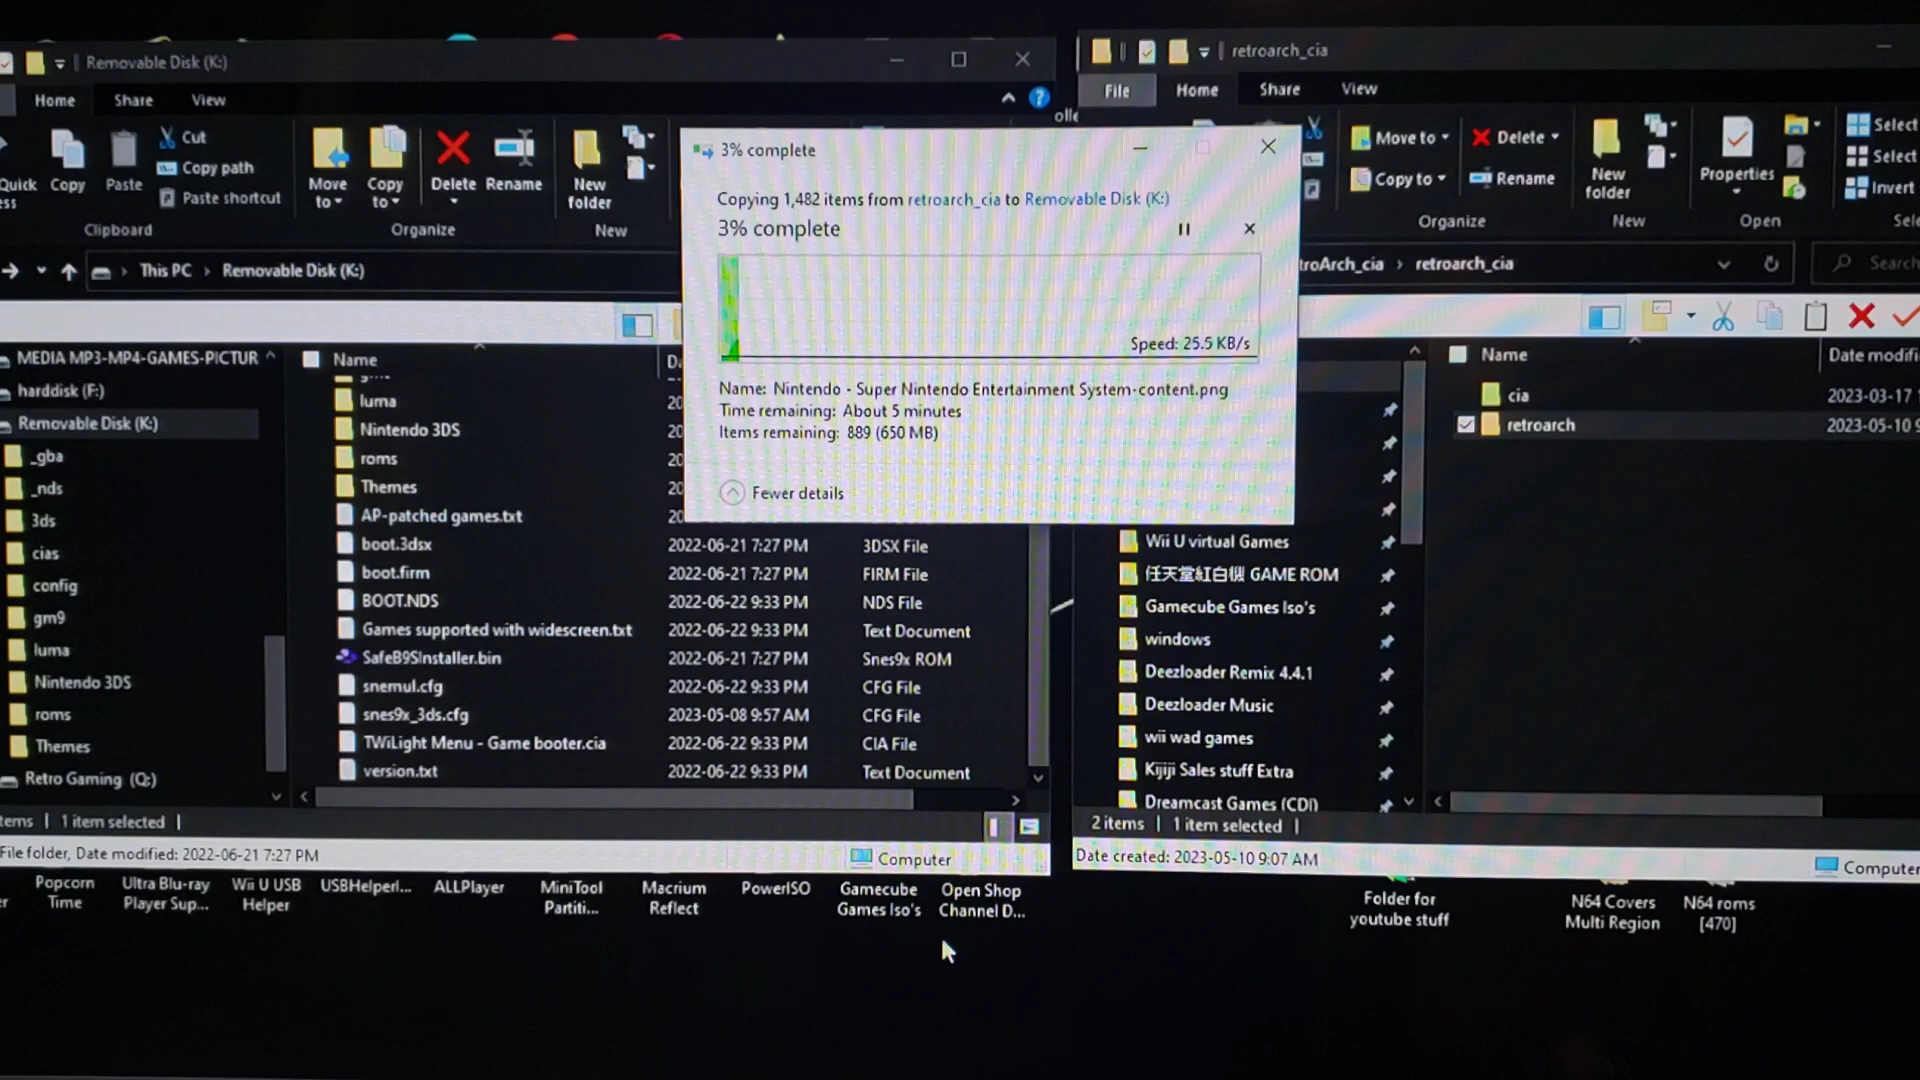 Removable Disk (K:)
Home Share View
Quick
Copy
Paste
Cut
Copy path
Paste shortcut
Move to
Copy to
Delete
Rename
New folder
Clipboard
Organize
New
This PC > Removable Disk (K:)
MEDIA MP3-MP4-GAMES-PICTUR
harddisk (F:)
Removable Disk (K:)
_gba
_nds
3ds
cias
config
gm9
luma
Nintendo 3DS
roms
Themes
Retro Gaming (Q:)
Name
luma
Nintendo 3DS
roms
Themes
AP-patched games.txt
boot.3dsx 2022-06-21 7:27 PM 3DSX File
boot.firm 2022-06-21 7:27 PM FIRM File
BOOT.NDS 2022-06-22 9:33 PM NDS File
Games supported with widescreen.txt 2022-06-22 9:33 PM Text Document
SafeB9SInstaller.bin 2022-06-21 7:27 PM Snes9x ROM
snemul.cfg 2022-06-22 9:33 PM CFG File
snes9x_3ds.cfg 2023-05-08 9:57 AM CFG File
TWiLight Menu - Game booter.cia 2022-06-22 9:33 PM CIA File
version.txt 2022-06-22 9:33 PM Text Document
1 item selected
File folder, Date modified: 2022-06-21 7:27 PM
Computer
3% complete
Copying 1,482 items from retroarch_cia to Removable Disk (K:)
3% complete
Speed: 25.5 KB/s
Name: Nintendo - Super Nintendo Entertainment System-content.png
Time remaining: About 5 minutes
Items remaining: 889 (650 MB)
Fewer details
retroarch_cia
File Home Share View
Move to
Copy to
Delete
Rename
New folder
Properties
Select
Select
Invert
Organize
New
Open
troArch_cia > retroarch_cia
Search
Wii U virtual Games
任天堂紅白機 GAME ROM
Gamecube Games Iso's
windows
Deezloader Remix 4.4.1
Deezloader Music
wii wad games
Kijiji Sales stuff Extra
Dreamcast Games (CDI)
Name Date modifi
cia 2023-03-17 1
retroarch 2023-05-10 9
2 items 1 item selected
Date created: 2023-05-10 9:07 AM
Computer
Popcorn Time
Ultra Blu-ray Player Sup...
Wii U USB Helper
USBHelperl...
ALLPlayer
MiniTool Partiti...
Macrium Reflect
PowerISO
Gamecube Games Iso's
Open Shop Channel D...
Folder for youtube stuff
N64 Covers Multi Region
N64 roms [470]